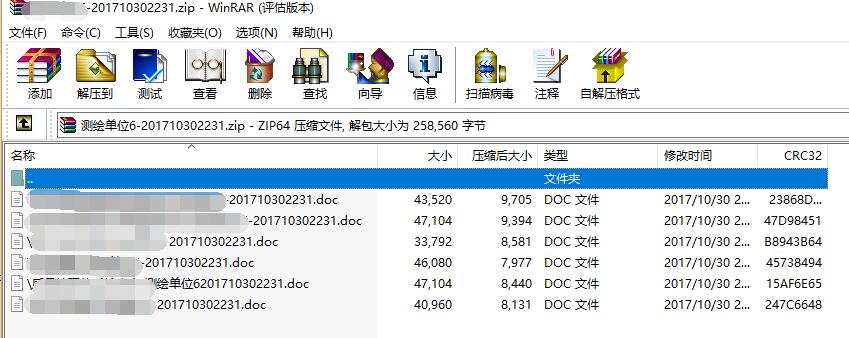 -201710302231.zip - WinRAR (评估版本)
文件(F) 命令(C) 工具(S) 收藏夹(O) 选项(N) 帮助(H)
添加 解压到 测试 查看 删除 查找 向导 信息 扫描病毒 注释 自解压格式
测绘单位6-201710302231.zip - ZIP64 压缩文件, 解包大小为 258,560 字节
名称 大小 压缩后大小 类型 修改时间 CRC32
.. 文件夹
-201710302231.doc 43,520 9,705 DOC 文件 2017/10/30 2... 23868D...
-201710302231.doc 47,104 9,394 DOC 文件 2017/10/30 2... 47D98451
\ 201710302231.doc 33,792 8,581 DOC 文件 2017/10/30 2... B8943B64
-201710302231.doc 46,080 7,977 DOC 文件 2017/10/30 2... 45738494
测绘单位6201710302231.doc 47,104 8,440 DOC 文件 2017/10/30 2... 15AF6E65
201710302231.doc 40,960 8,131 DOC 文件 2017/10/30 2... 247C6648